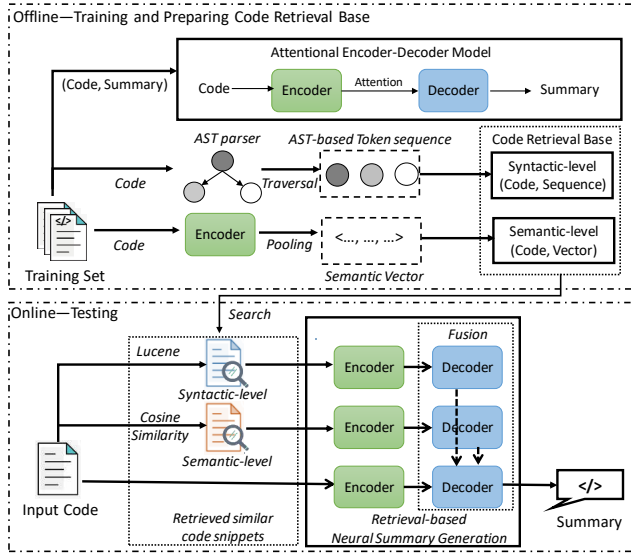 Offline—Training and Preparing Code Retrieval Base
Attentional Encoder-Decoder Model
(Code, Summary)
Code
Encoder
Attention
Decoder
Summary
AST parser
AST-based Token sequence
Code Retrieval Base
Code
Traversal
Syntactic-level
(Code, Sequence)
</>
Code
Encoder
Pooling
<..., ..., ...>
Semantic-level
(Code, Vector)
Training Set
Semantic Vector
Online—Testing
Search
Fusion
Lucene
Encoder
Decoder
Syntactic-level
Cosine
Similarity
Encoder
Decoder
Semantic-level
Encoder
Decoder
</>
Input Code
Retrieved similar
code snippets
Retrieval-based
Neural Summary Generation
Summary